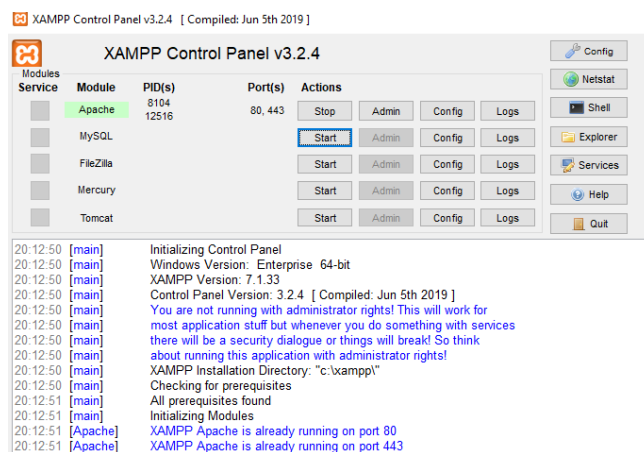 XAMPP Control Panel v3.2.4 [ Compiled: Jun 5th 2019 ]
XAMPP Control Panel v3.2.4
Config
Modules
Service Module PID(s) Port(s) Actions
Netstat
Apache 8104 12516 80, 443 Stop Admin Config Logs
Shell
MySQL Start Admin Config Logs
Explorer
FileZilla Start Admin Config Logs
Services
Mercury Start Admin Config Logs
Help
Tomcat Start Admin Config Logs
Quit
20:12:50 [main] Initializing Control Panel
20:12:50 [main] Windows Version: Enterprise 64-bit
20:12:50 [main] XAMPP Version: 7.1.33
20:12:50 [main] Control Panel Version: 3.2.4 [ Compiled: Jun 5th 2019 ]
20:12:50 [main] You are not running with administrator rights! This will work for
20:12:50 [main] most application stuff but whenever you do something with services
20:12:50 [main] there will be a security dialogue or things will break! So think
20:12:50 [main] about running this application with administrator rights!
20:12:50 [main] XAMPP Installation Directory: "c:\xampp\"
20:12:50 [main] Checking for prerequisites
20:12:51 [main] All prerequisites found
20:12:51 [main] Initializing Modules
20:12:51 [Apache] XAMPP Apache is already running on port 80
20:12:51 [Apache] XAMPP Apache is already running on port 443